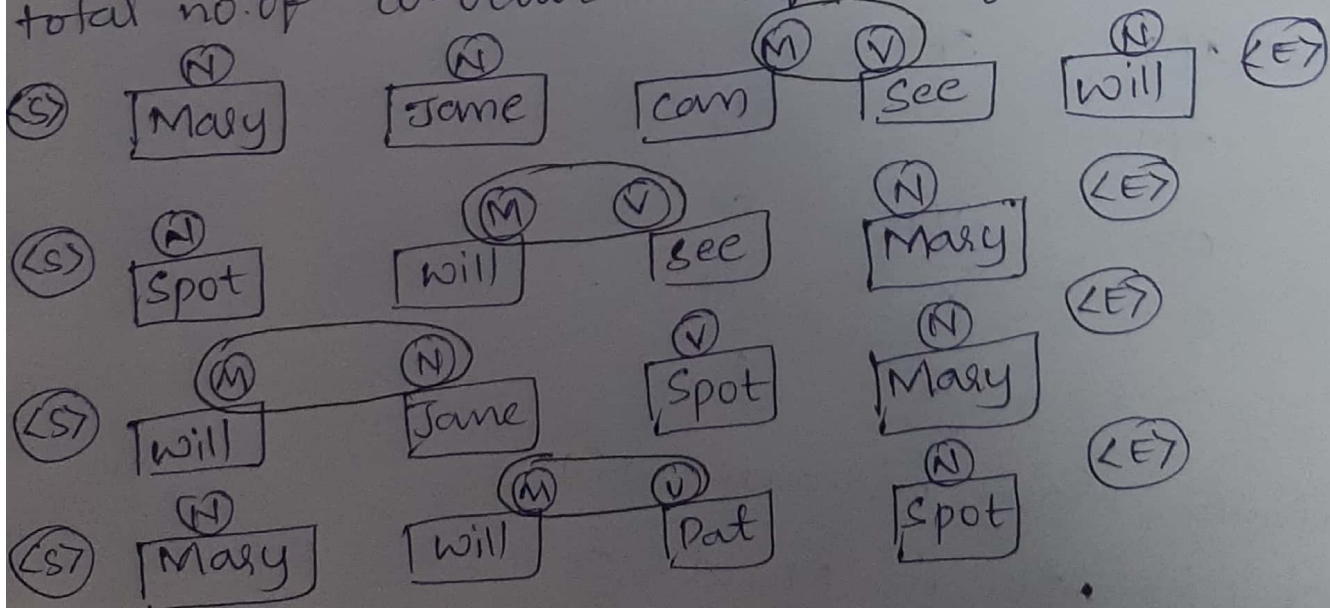 total no. of
N N M V N
<S> Mary Jane can see will . <E>
N M V N <E>
<S> Spot will see Mary
M N V N <E>
<S> will Jane Spot Mary
N M V N <E>
<S> Mary will Pat Spot